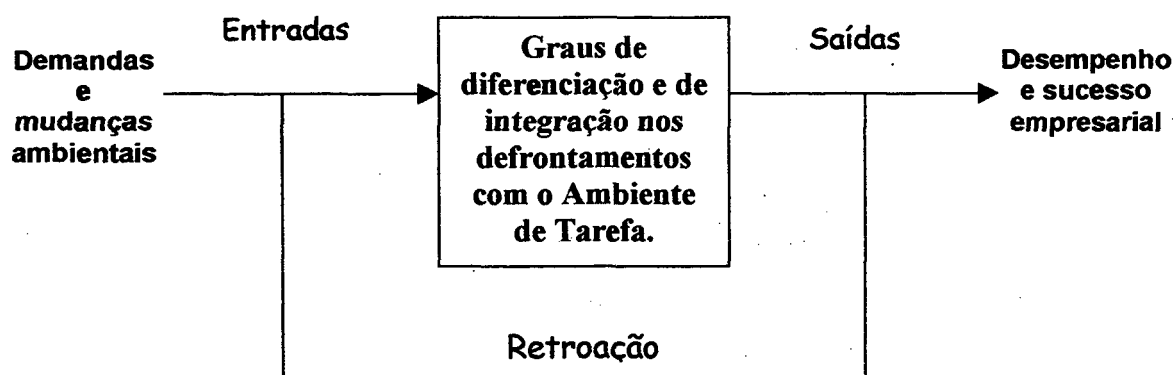 Entradas
Demandas
e
mudanças
ambientais
Graus de
diferenciação e de
integração nos
defrontamentos
com o Ambiente
de Tarefa.
Saídas
Desempenho
e sucesso
empresarial
Retroação